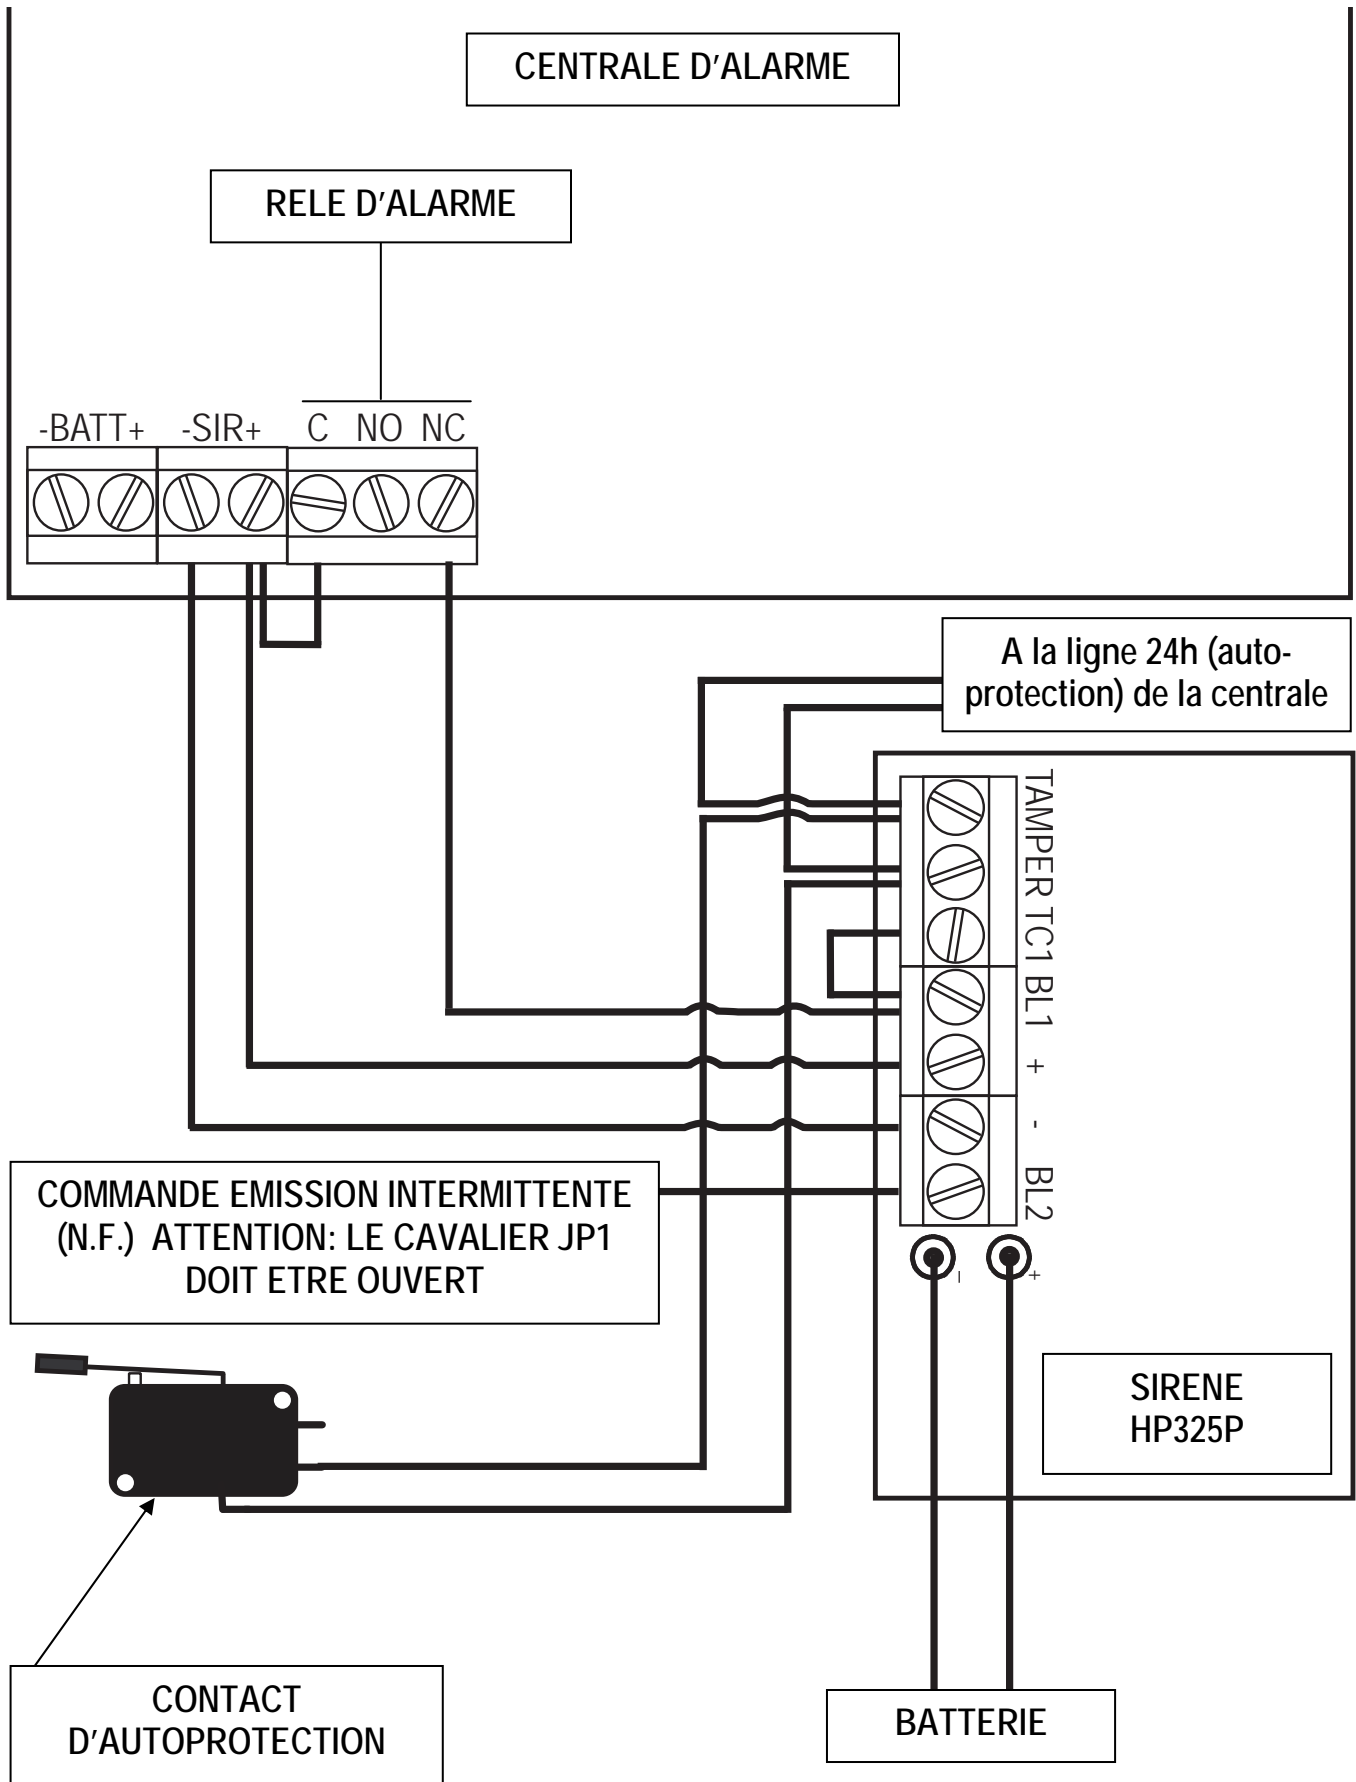 CENTRALE D'ALARME
RELE D'ALARME
-BATT+ -SIR+ C NO NC
A la ligne 24h (auto-
protection) de la centrale
TAMPER TC1 BL1 + - BL2
COMMANDE EMISSION INTERMITTENTE
(N.F.) ATTENTION: LE CAVALIER JP1
DOIT ETRE OUVERT
- +
SIRENE
HP325P
CONTACT
D'AUTOPROTECTION
BATTERIE